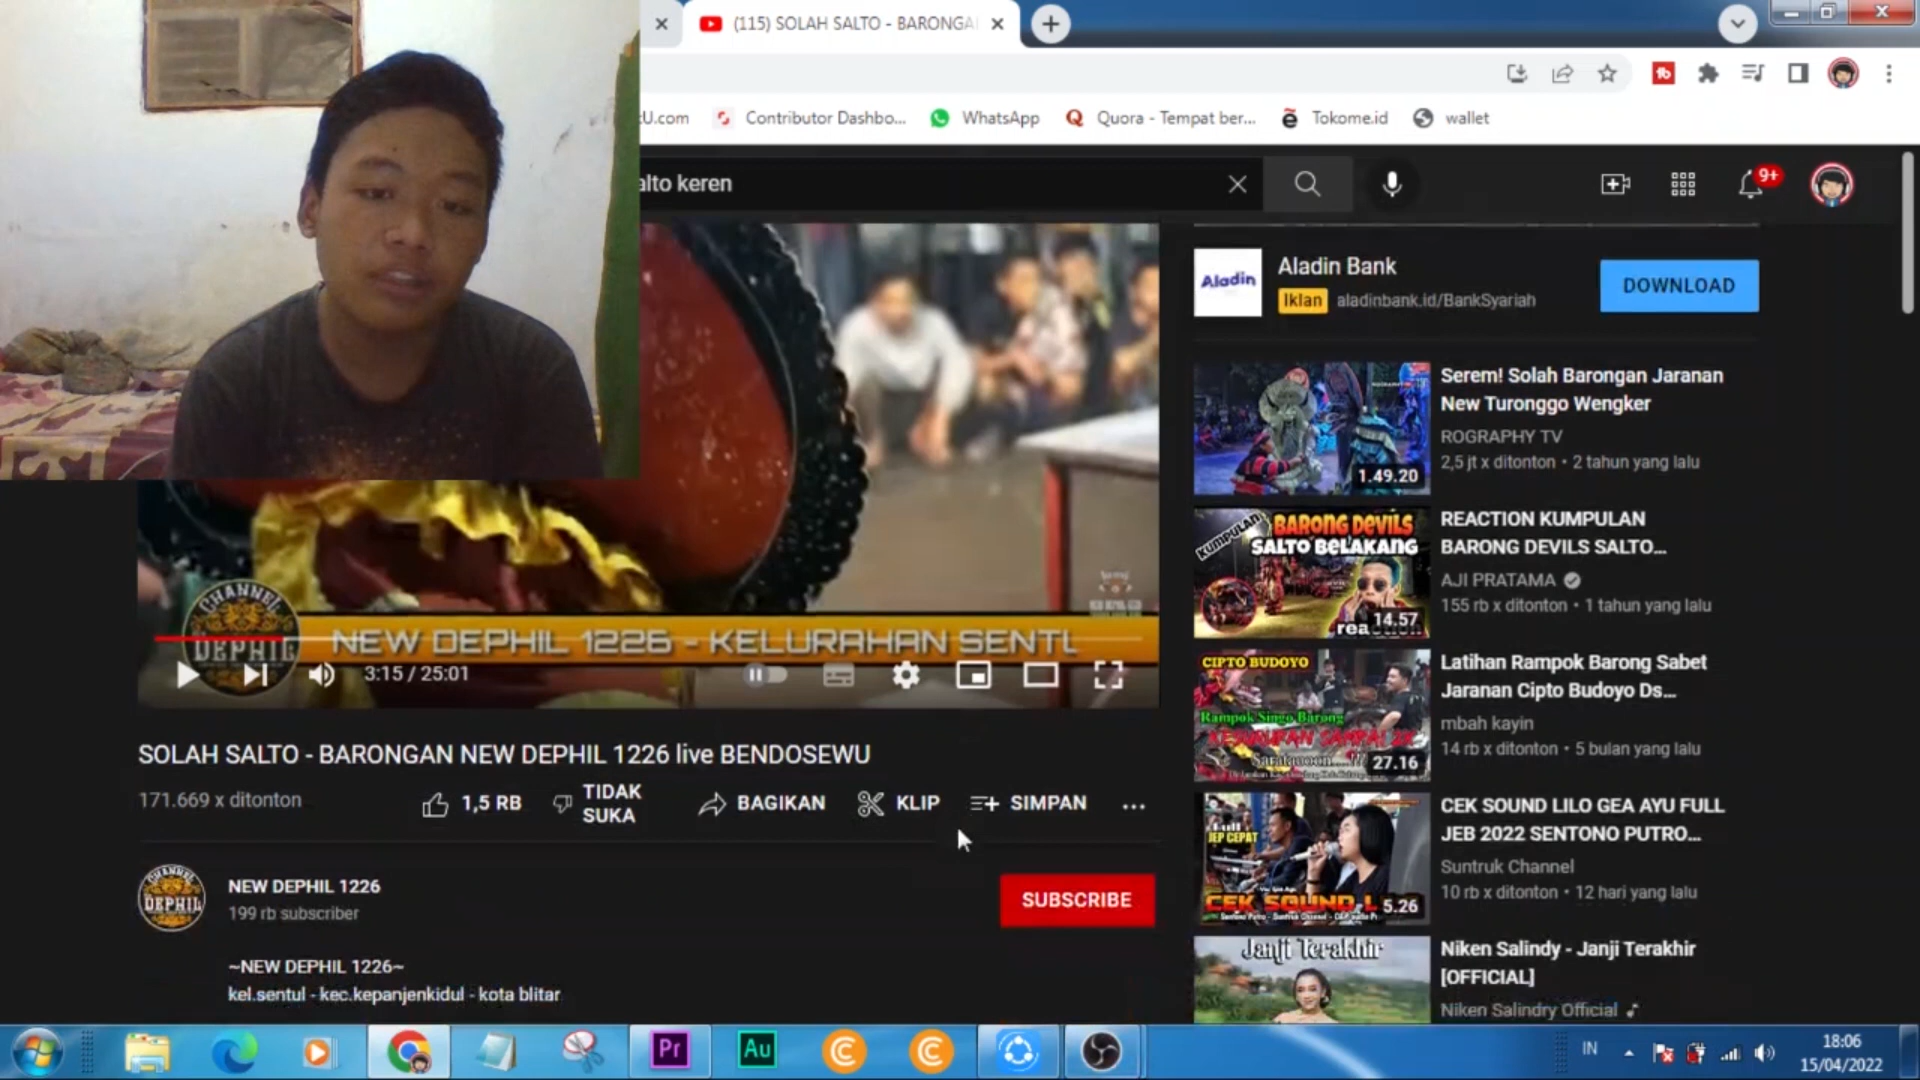 (115) SOLAH SALTO - BARONGA
U.com
Contributor Dashbo...
WhatsApp
Quora - Tempat ber...
Tokome.id
wallet
alto keren
9+
Aladin
Aladin Bank
Iklan
aladinbank.id/BankSyariah
DOWNLOAD
1.49.20
Serem! Solah Barongan Jaranan
New Turonggo Wengker
ROGRAPHY TV
2,5 jt x ditonton • 2 tahun yang lalu
KUMPULAN
BARONG DEVILS
SALTO BELAKANG
14.57
REACTION KUMPULAN
BARONG DEVILS SALTO...
AJI PRATAMA
155 rb x ditonton • 1 tahun yang lalu
CIPTO BUDOYO
Rampok Singo Barong
27.16
Latihan Rampok Barong Sabet
Jaranan Cipto Budoyo Ds...
mbah kayin
14 rb x ditonton • 5 bulan yang lalu
JEP CEPAT
CEK SOUND L
5.26
CEK SOUND LILO GEA AYU FULL
JEB 2022 SENTONO PUTRO...
Suntruk Channel
10 rb x ditonton • 12 hari yang lalu
Janji Terakhir
Niken Salindy - Janji Terakhir
[OFFICIAL]
Niken Salindry Official
CHANNEL
DEPHIL
NEW DEPHIL 1226 - KELURAHAN SENTL
3:15 / 25:01
SOLAH SALTO - BARONGAN NEW DEPHIL 1226 live BENDOSEWU
171.669 x ditonton
1,5 RB
TIDAK
SUKA
BAGIKAN
KLIP
SIMPAN
CHANNEL
DEPHIL
NEW DEPHIL 1226
199 rb subscriber
SUBSCRIBE
~NEW DEPHIL 1226~
kel.sentul - kec.kepanjenkidul - kota blitar
Pr
Au
IN
18:06
15/04/2022